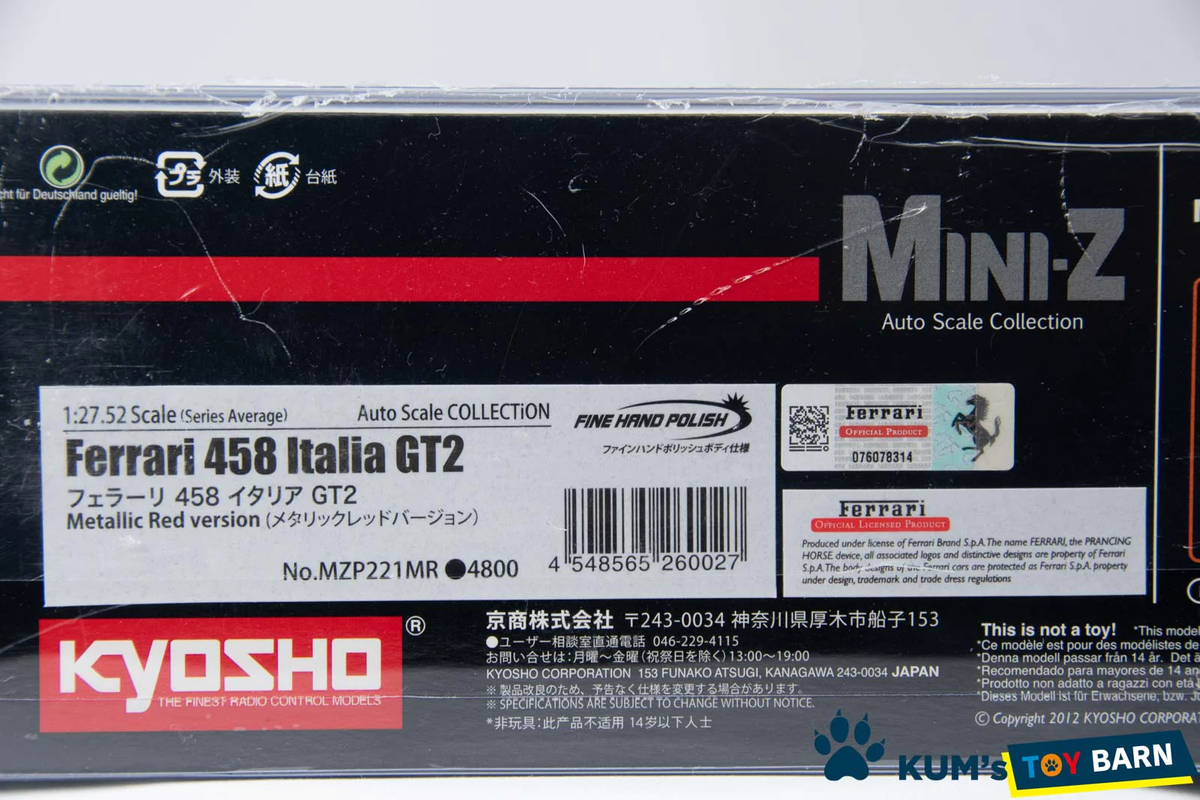 cht für Deutschland gueltig!
プラ 外装 紙 台紙
MINI-Z
Auto Scale Collection
1:27.52 Scale (Series Average) Auto Scale COLLECTiON
FINE HAND POLISH
ファインハンドポリッシュボディ仕様
Ferrari 458 Italia GT2
フェラーリ 458 イタリア GT2
Metallic Red version (メタリックレッドバージョン)
No.MZP221MR ●4800
4 548565 260027
Ferrari
OFFICIAL PRODUCT
076078314
Ferrari
OFFICIAL LICENSED PRODUCT
Produced under license of Ferrari Brand S.p.A. The name FERRARI, the PRANCING
HORSE device, all associated logos and distinctive designs are property of Ferrari
S.p.A. The body designs of the Ferrari cars are protected as Ferrari S.p.A. property
under design, trademark and trade dress regulations
KYOSHO®
THE FINEST RADIO CONTROL MODELS
京商株式会社 〒243-0034 神奈川県厚木市船子153
●ユーザー相談室直通電話 046-229-4115
お問い合せは:月曜~金曜(祝祭日を除く)13:00~19:00
KYOSHO CORPORATION 153 FUNAKO ATSUGI, KANAGAWA 243-0034 JAPAN
※ 製品改良のため、予告なく仕様を変更する場合があります。
※ SPECIFICATIONS ARE SUBJECT TO CHANGE WITHOUT NOTICE.
*非玩具:此产品不适用 14岁以下人士
This is not a toy! *This model
*Ce modèle est pour des modélistes de
*Denna modell passar från 14 år. Det ä
*Recomendado para mayores de 14 añ
*Prodotto non adatto a ragazzi con età
*Dieses Modell ist für Erwachsene, bzw. Ju
© Copyright 2012 KYOSHO CORPORAT
KUM's TOY BARN